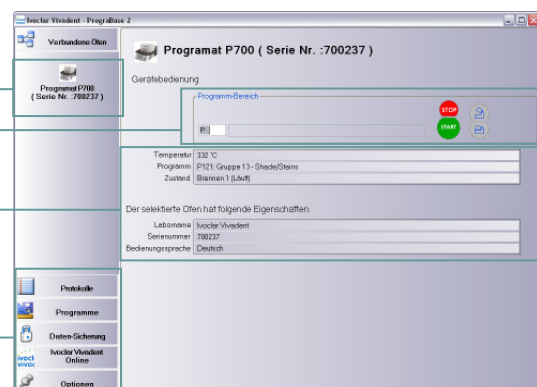 Ivoclar Vivadent - PrograBase 2
Verbundene Öfen
Programat P700
( Serie Nr. :700237 )
Programat P700 ( Serie Nr. :700237 )
Gerätebedienung
Programm-Bereich
P:
STOP
START
Temperatur 332 °C
Programm P121: Gruppe 13 - Shade/Stains
Zustand Brennen 1 (Läuft)
Der selektierte Ofen hat folgende Eigenschaften:
Laborname Ivoclar Vivadent
Seriennummer 700237
Bedienungssprache Deutsch
Protokolle
Programme
Daten-Sicherung
Ivoclar Vivadent
Online
Optionen